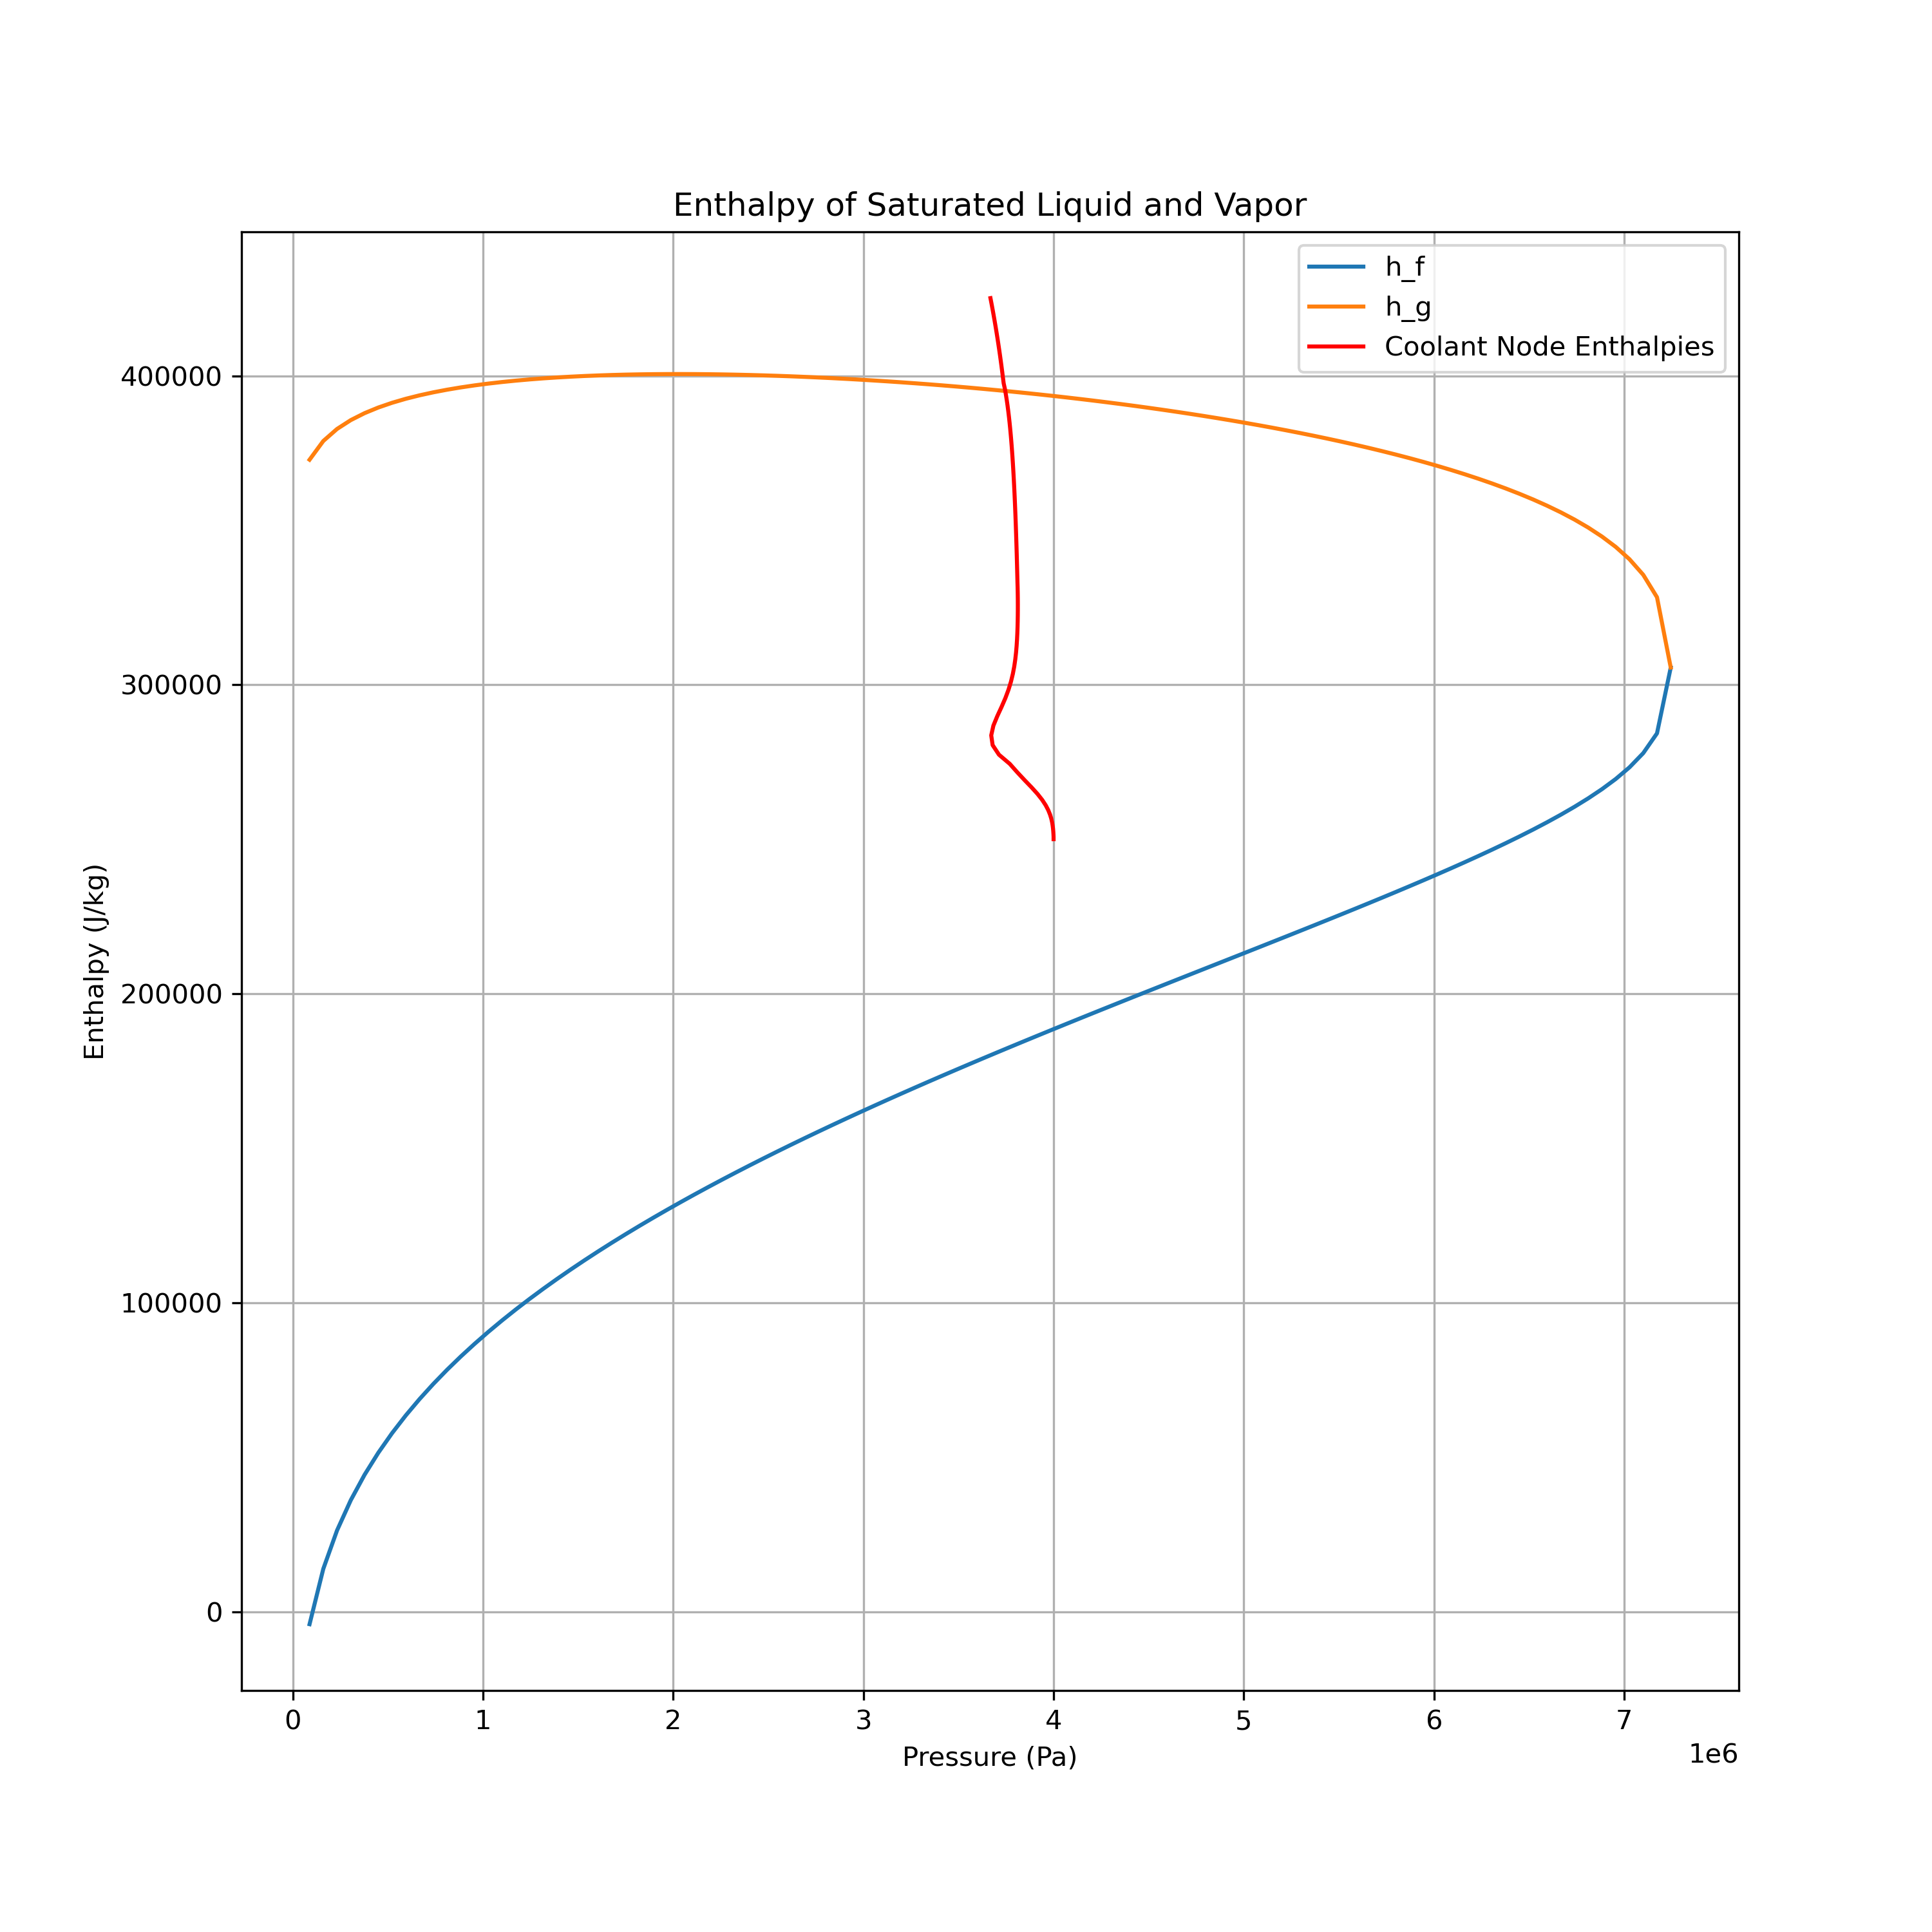 Enthalpy of Saturated Liquid and Vapor
h_f
h_g
Coolant Node Enthalpies
400000
300000
200000
100000
0
Enthalpy (J/kg)
0 1 2 3 4 5 6 7
1e6
Pressure (Pa)